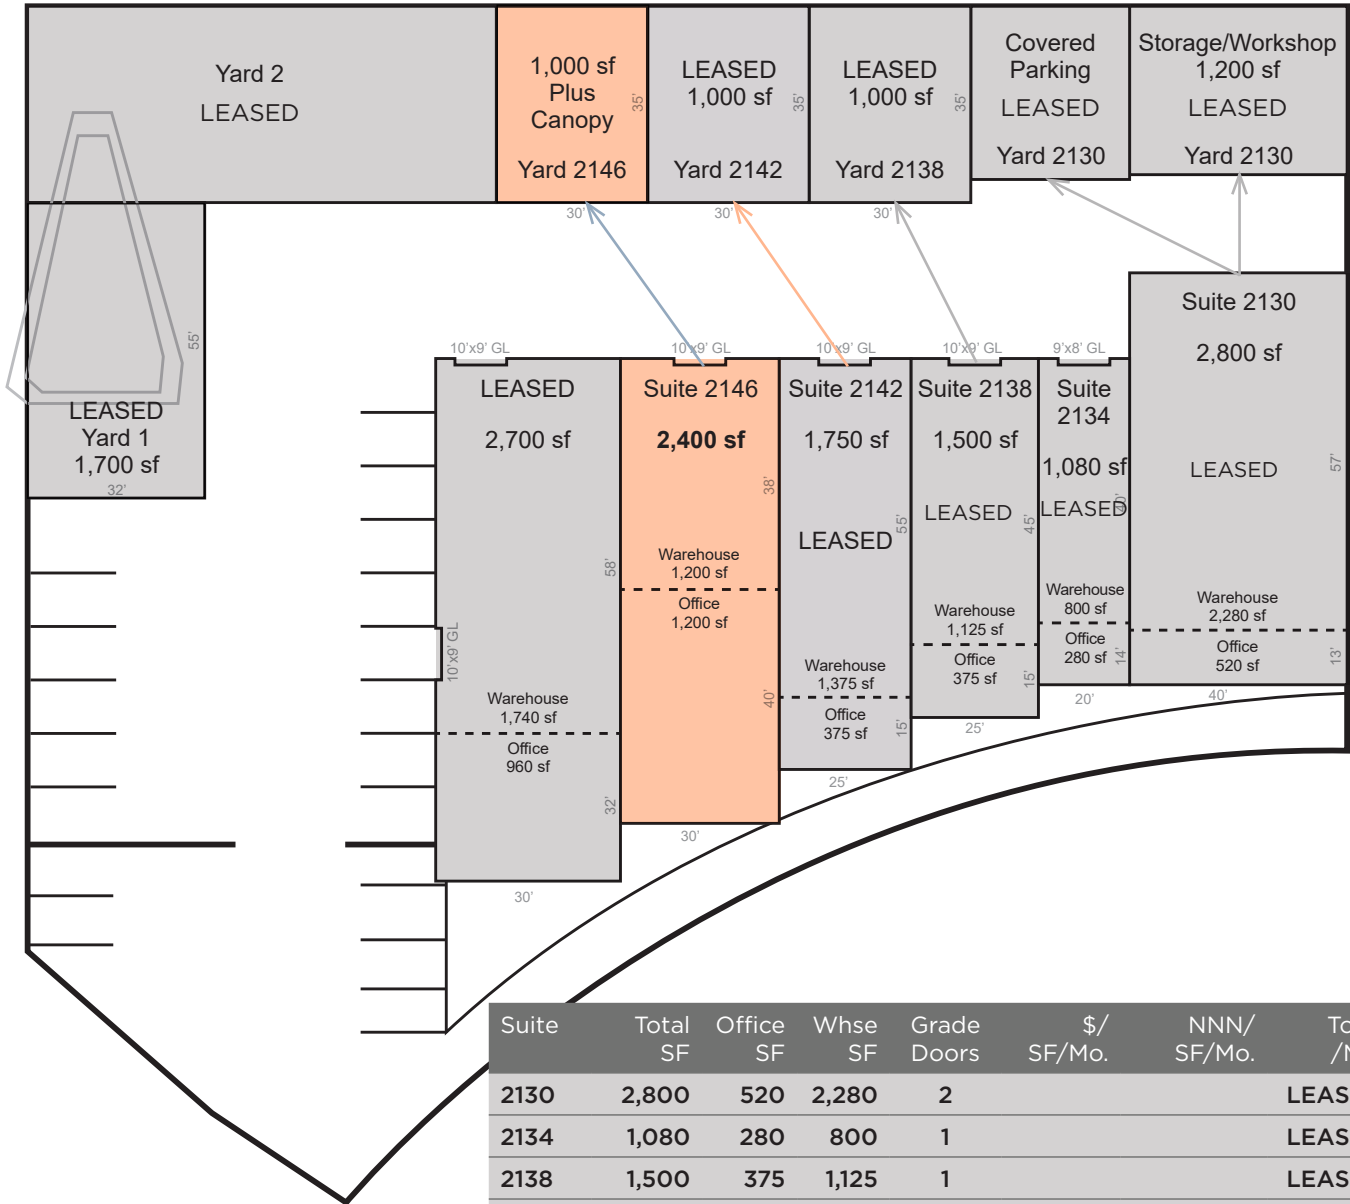 Yard 2
LEASED
1,000 sf
Plus
Canopy
35'
Yard 2146
30'
LEASED
1,000 sf
35'
Yard 2142
30'
LEASED
1,000 sf
35'
Yard 2138
30'
Covered
Parking
LEASED
Yard 2130
Storage/Workshop
1,200 sf
LEASED
Yard 2130
55'
LEASED
Yard 1
1,700 sf
32'
10'x9' GL
LEASED
2,700 sf
58'
10'x9' GL
Warehouse
1,740 sf
Office
960 sf
32'
30'
10'x9' GL
Suite 2146
2,400 sf
38'
Warehouse
1,200 sf
Office
1,200 sf
40'
30'
10'x9' GL
Suite 2142
1,750 sf
55'
LEASED
Warehouse
1,375 sf
Office
375 sf
15'
25'
10'x9' GL
Suite 2138
1,500 sf
LEASED
45'
Warehouse
1,125 sf
Office
375 sf
15'
25'
9'x8' GL
Suite
2134
1,080 sf
LEASED
40'
Warehouse
800 sf
Office
280 sf
14'
20'
Suite 2130
2,800 sf
LEASED
57'
Warehouse
2,280 sf
Office
520 sf
13'
40'
Suite Total SF Office SF Whse SF Grade Doors $/ SF/Mo. NNN/ SF/Mo.
2130 2,800 520 2,280 2 LEAS
2134 1,080 280 800 1 LEAS
2138 1,500 375 1,125 1 LEAS